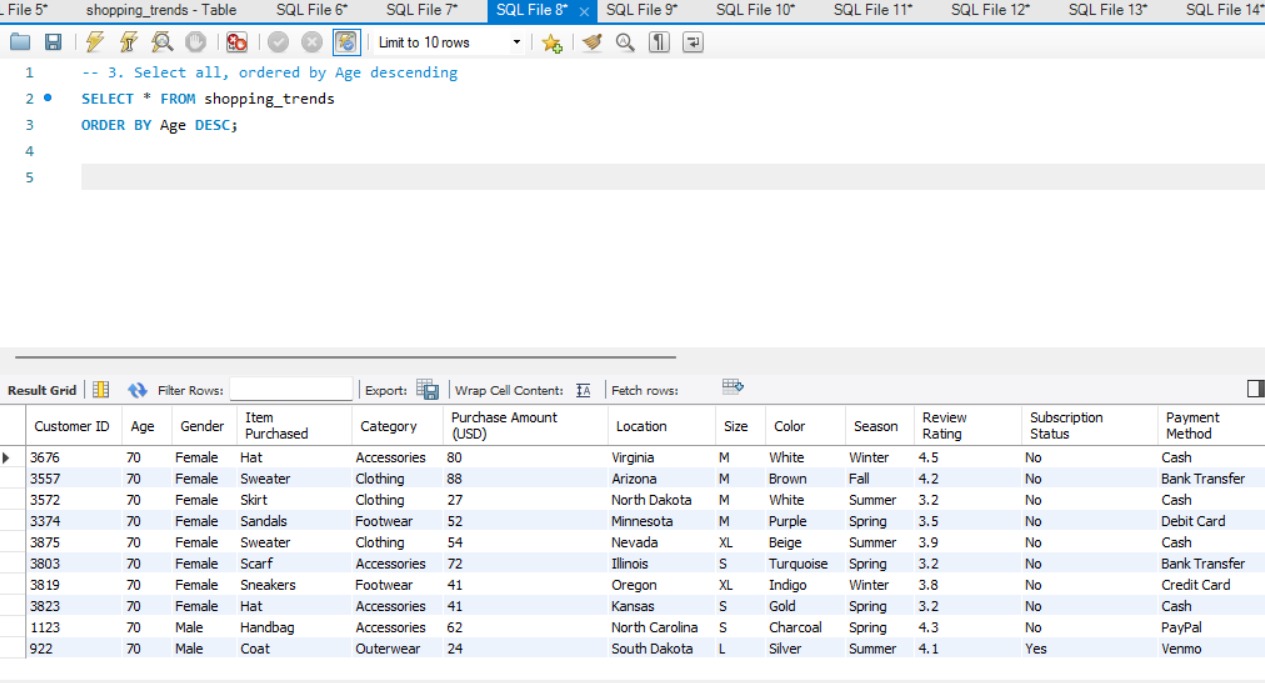 File 5* shopping_trends - Table SQL File 6* SQL File 7* SQL File 8* SQL File 9* SQL File 10* SQL File 11* SQL File 12* SQL File 13* SQL File 14*
Limit to 10 rows
1 -- 3. Select all, ordered by Age descending
2 SELECT * FROM shopping_trends
3 ORDER BY Age DESC;
4
5
Result Grid Filter Rows: Export: Wrap Cell Content: Fetch rows:
Customer ID Age Gender Item Purchased Category Purchase Amount (USD) Location Size Color Season Review Rating Subscription Status Payment Method
3676 70 Female Hat Accessories 80 Virginia M White Winter 4.5 No Cash
3557 70 Female Sweater Clothing 88 Arizona M Brown Fall 4.2 No Bank Transfer
3572 70 Female Skirt Clothing 27 North Dakota M White Summer 3.2 No Cash
3374 70 Female Sandals Footwear 52 Minnesota M Purple Spring 3.5 No Debit Card
3875 70 Female Sweater Clothing 54 Nevada XL Beige Summer 3.9 No Cash
3803 70 Female Scarf Accessories 72 Illinois S Turquoise Spring 3.2 No Bank Transfer
3819 70 Female Sneakers Footwear 41 Oregon XL Indigo Winter 3.8 No Credit Card
3823 70 Female Hat Accessories 41 Kansas S Gold Spring 3.2 No Cash
1123 70 Male Handbag Accessories 62 North Carolina S Charcoal Spring 4.3 No PayPal
922 70 Male Coat Outerwear 24 South Dakota L Silver Summer 4.1 Yes Venmo